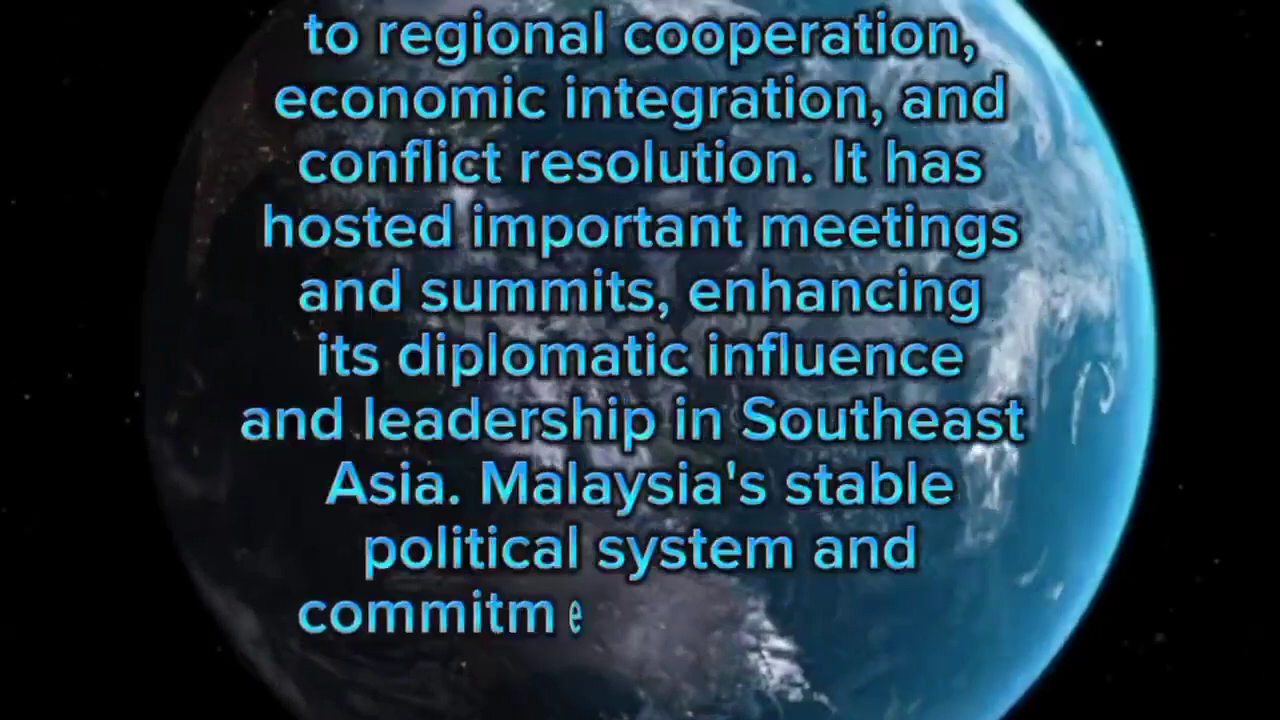 to regional cooperation,
economic integration, and
conflict resolution. It has
hosted important meetings
and summits, enhancing
its diplomatic influence
and leadership in Southeast
Asia. Malaysia's stable
political system and
commitme